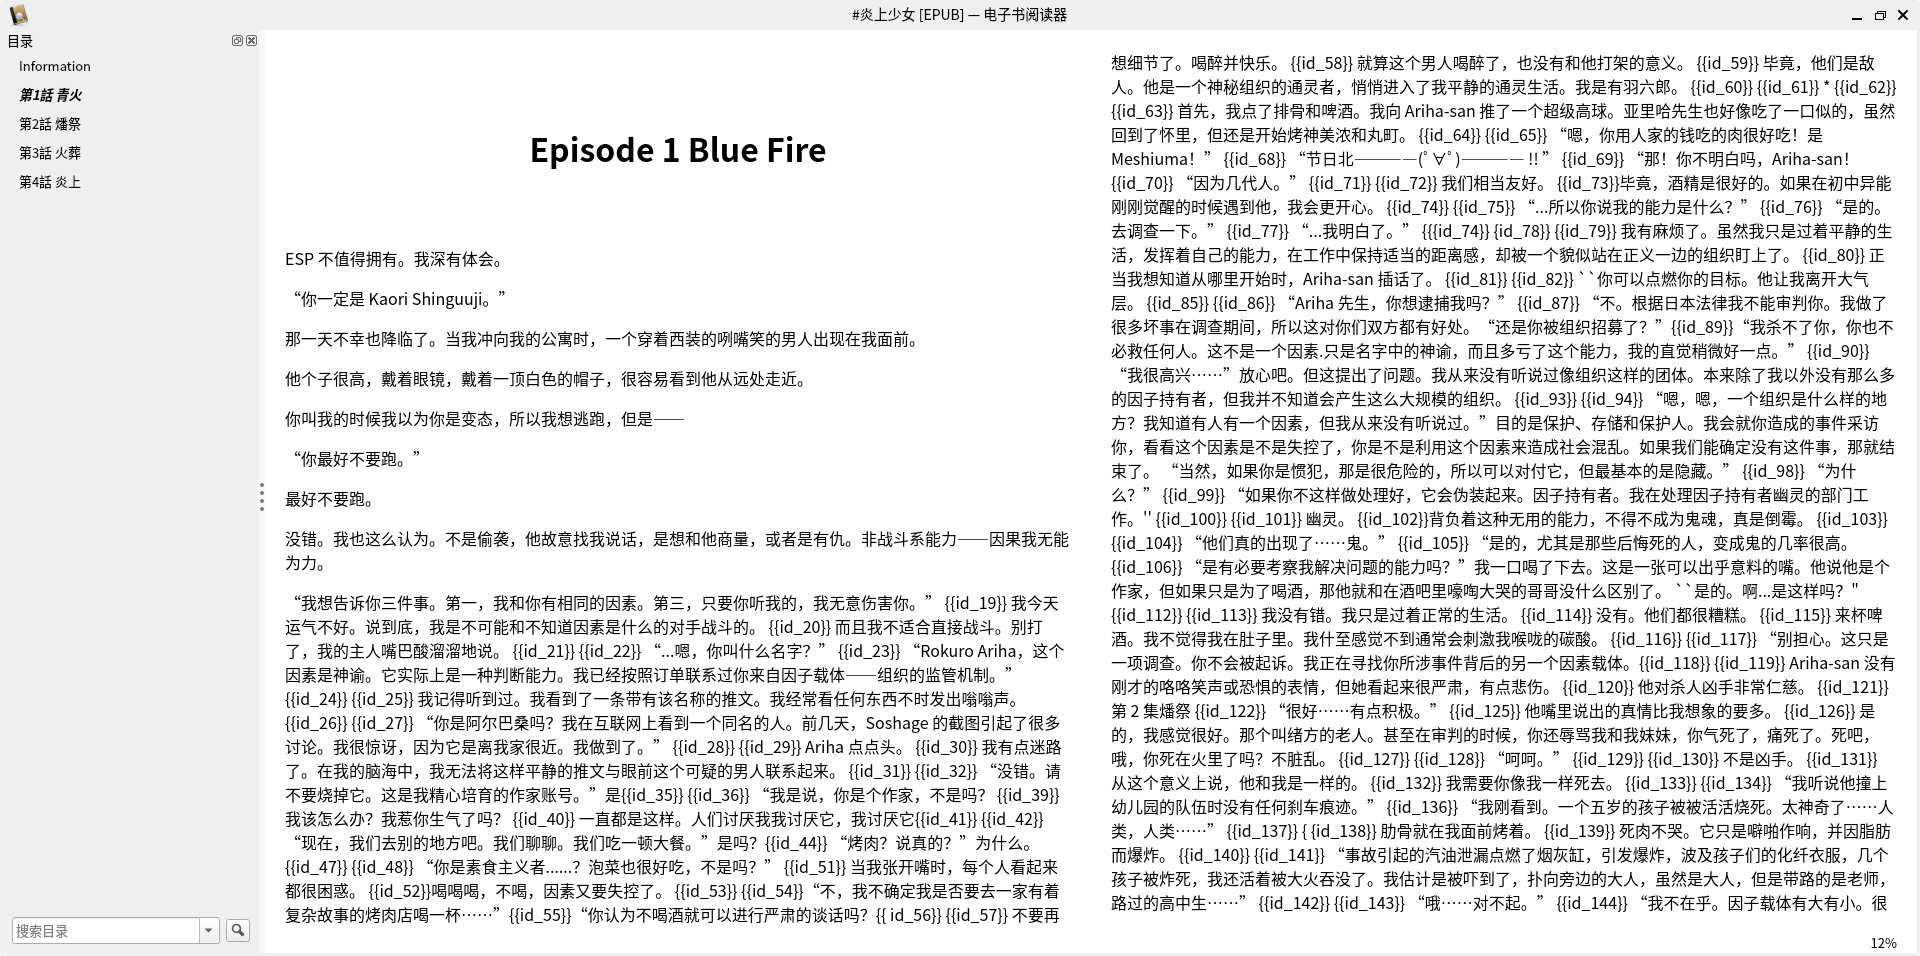 #炎上少女 [EPUB] — 电子书阅读器
目录
Information
第1話 青火
第2話 燔祭
第3話 火葬
第4話 炎上
搜索目录
Episode 1 Blue Fire
ESP 不值得拥有。我深有体会。
“你一定是 Kaori Shinguuji。”
那一天不幸也降临了。当我冲向我的公寓时，一个穿着西装的咧嘴笑的男人出现在我面前。
他个子很高，戴着眼镜，戴着一顶白色的帽子，很容易看到他从远处走近。
你叫我的时候我以为你是变态，所以我想逃跑，但是——
“你最好不要跑。”
最好不要跑。
没错。我也这么认为。不是偷袭，他故意找我说话，是想和他商量，或者是有仇。非战斗系能力——因果我无能
为力。
“我想告诉你三件事。第一，我和你有相同的因素。第三，只要你听我的，我无意伤害你。” {{id_19}} 我今天
运气不好。说到底，我是不可能和不知道因素是什么的对手战斗的。 {{id_20}} 而且我不适合直接战斗。别打
了，我的主人嘴巴酸溜溜地说。 {{id_21}} {{id_22}} “...嗯，你叫什么名字？” {{id_23}} “Rokuro Ariha，这个
因素是神谕。它实际上是一种判断能力。我已经按照订单联系过你来自因子载体——组织的监管机制。”
{{id_24}} {{id_25}} 我记得听到过。我看到了一条带有该名称的推文。我经常看任何东西不时发出嗡嗡声。
{{id_26}} {{id_27}} “你是阿尔巴桑吗？我在互联网上看到一个同名的人。前几天，Soshage 的截图引起了很多
讨论。我很惊讶，因为它是离我家很近。我做到了。” {{id_28}} {{id_29}} Ariha 点点头。 {{id_30}} 我有点迷路
了。在我的脑海中，我无法将这样平静的推文与眼前这个可疑的男人联系起来。 {{id_31}} {{id_32}} “没错。请
不要烧掉它。这是我精心培育的作家账号。”是{{id_35}} {{id_36}} “我是说，你是个作家，不是吗？ {{id_39}}
我该怎么办？我惹你生气了吗？ {{id_40}} 一直都是这样。人们讨厌我我讨厌它，我讨厌它{{id_41}} {{id_42}}
“现在，我们去别的地方吧。我们聊聊。我们吃一顿大餐。”是吗？{{id_44}} “烤肉？说真的？”为什么。
{{id_47}} {{id_48}} “你是素食主义者......？泡菜也很好吃，不是吗？” {{id_51}} 当我张开嘴时，每个人看起来
都很困惑。 {{id_52}}喝喝喝，不喝，因素又要失控了。 {{id_53}} {{id_54}} “不，我不确定我是否要去一家有着
复杂故事的烤肉店喝一杯……” {{id_55}} “你认为不喝酒就可以进行严肃的谈话吗？{{ id_56}} {{id_57}} 不要再
想细节了。喝醉并快乐。 {{id_58}} 就算这个男人喝醉了，也没有和他打架的意义。 {{id_59}} 毕竟，他们是敌
人。他是一个神秘组织的通灵者，悄悄进入了我平静的通灵生活。我是有羽六郎。 {{id_60}} {{id_61}} * {{id_62}}
{{id_63}} 首先，我点了排骨和啤酒。我向 Ariha-san 推了一个超级高球。亚里哈先生也好像吃了一口似的，虽然
回到了怀里，但还是开始烤神美浓和丸町。 {{id_64}} {{id_65}} “嗯，你用人家的钱吃的肉很好吃！是
Meshiuma！” {{id_68}} “节日北————(ﾟ∀ﾟ)———— !! ” {{id_69}} “那！你不明白吗，Ariha-san！
{{id_70}} “因为几代人。” {{id_71}} {{id_72}} 我们相当友好。 {{id_73}}毕竟，酒精是很好的。如果在初中异能
刚刚觉醒的时候遇到他，我会更开心。 {{id_74}} {{id_75}} “...所以你说我的能力是什么？” {{id_76}} “是的。
去调查一下。” {{id_77}} “...我明白了。” {{{id_74}} {id_78}} {{id_79}} 我有麻烦了。虽然我只是过着平静的生
活，发挥着自己的能力，在工作中保持适当的距离感，却被一个貌似站在正义一边的组织盯上了。 {{id_80}} 正
当我想知道从哪里开始时，Ariha-san 插话了。 {{id_81}} {{id_82}} ``你可以点燃你的目标。他让我离开大气
层。 {{id_85}} {{id_86}} “Ariha 先生，你想逮捕我吗？” {{id_87}} “不。根据日本法律我不能审判你。我做了
很多坏事在调查期间，所以这对你们双方都有好处。 “还是你被组织招募了？” {{id_89}} “我杀不了你，你也不
必救任何人。这不是一个因素.只是名字中的神谕，而且多亏了这个能力，我的直觉稍微好一点。” {{id_90}}
“我很高兴……”放心吧。但这提出了问题。我从来没有听说过像组织这样的团体。本来除了我以外没有那么多
的因子持有者，但我并不知道会产生这么大规模的组织。 {{id_93}} {{id_94}} “嗯，嗯，一个组织是什么样的地
方？我知道有人有一个因素，但我从来没有听说过。”目的是保护、存储和保护人。我会就你造成的事件采访
你，看看这个因素是不是失控了，你是不是利用这个因素来造成社会混乱。如果我们能确定没有这件事，那就结
束了。 “当然，如果你是惯犯，那是很危险的，所以可以对付它，但最基本的是隐藏。” {{id_98}} “为什
么？” {{id_99}} “如果你不这样做处理好，它会伪装起来。因子持有者。我在处理因子持有者幽灵的部门工
作。'' {{id_100}} {{id_101}} 幽灵。 {{id_102}}背负着这种无用的能力，不得不成为鬼魂，真是倒霉。 {{id_103}}
{{id_104}} “他们真的出现了……鬼。” {{id_105}} “是的，尤其是那些后悔死的人，变成鬼的几率很高。
{{id_106}} “是有必要考察我解决问题的能力吗？”我一口喝了下去。这是一张可以出乎意料的嘴。他说他是个
作家，但如果只是为了喝酒，那他就和在酒吧里嚎啕大哭的哥哥没什么区别了。 ``是的。啊...是这样吗？"
{{id_112}} {{id_113}} 我没有错。我只是过着正常的生活。 {{id_114}} 没有。他们都很糟糕。 {{id_115}} 来杯啤
酒。我不觉得我在肚子里。我什至感觉不到通常会刺激我喉咙的碳酸。 {{id_116}} {{id_117}} “别担心。这只是
一项调查。你不会被起诉。我正在寻找你所涉事件背后的另一个因素载体。{{id_118}} {{id_119}} Ariha-san 没有
刚才的咯咯笑声或恐惧的表情，但她看起来很严肃，有点悲伤。 {{id_120}} 他对杀人凶手非常仁慈。 {{id_121}}
第 2 集燔祭 {{id_122}} “很好……有点积极。” {{id_125}} 他嘴里说出的真情比我想象的要多。 {{id_126}} 是
的，我感觉很好。那个叫绪方的老人。甚至在审判的时候，你还辱骂我和我妹妹，你气死了，痛死了。死吧，
哦，你死在火里了吗？不脏乱。 {{id_127}} {{id_128}} “呵呵。” {{id_129}} {{id_130}} 不是凶手。 {{id_131}}
从这个意义上说，他和我是一样的。 {{id_132}} 我需要你像我一样死去。 {{id_133}} {{id_134}} “我听说他撞上
幼儿园的队伍时没有任何刹车痕迹。” {{id_136}} “我刚看到。一个五岁的孩子被被活活烧死。太神奇了……人
类，人类……” {{id_137}} { {id_138}} 肋骨就在我面前烤着。 {{id_139}} 死肉不哭。它只是噼啪作响，并因脂肪
而爆炸。 {{id_140}} {{id_141}} “事故引起的汽油泄漏点燃了烟灰缸，引发爆炸，波及孩子们的化纤衣服，几个
孩子被炸死，我还活着被大火吞没了。我估计是被吓到了，扑向旁边的大人，虽然是大人，但是带路的是老师，
路过的高中生……” {{id_142}} {{id_143}} “哦……对不起。” {{id_144}} “我不在乎。因子载体有大有小。很
12%